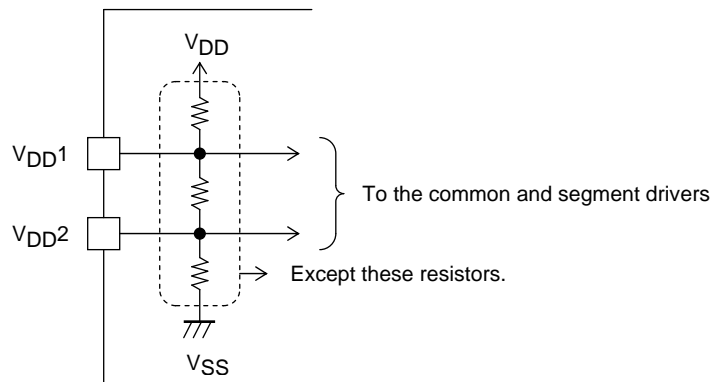 VDD
VDD1
To the common and segment drivers
VDD2
Except these resistors.
VSS